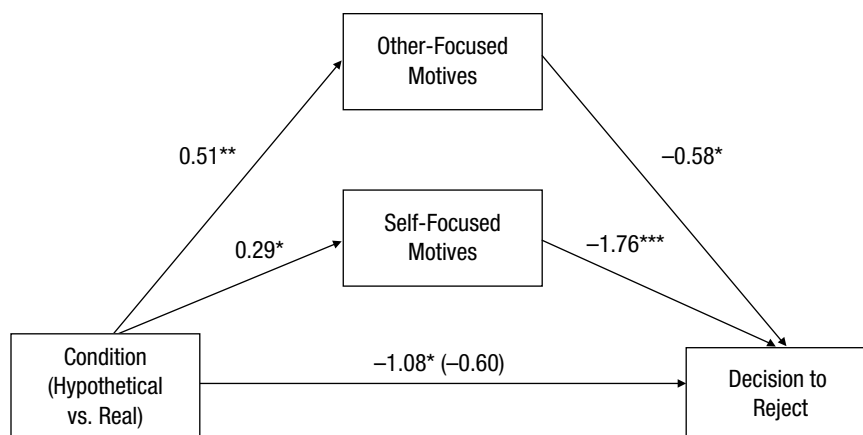 Other-Focused
Motives
0.51**
–0.58*
Self-Focused
Motives
0.29*
–1.76***
Condition
(Hypothetical
vs. Real)
–1.08* (–0.60)
Decision to
Reject